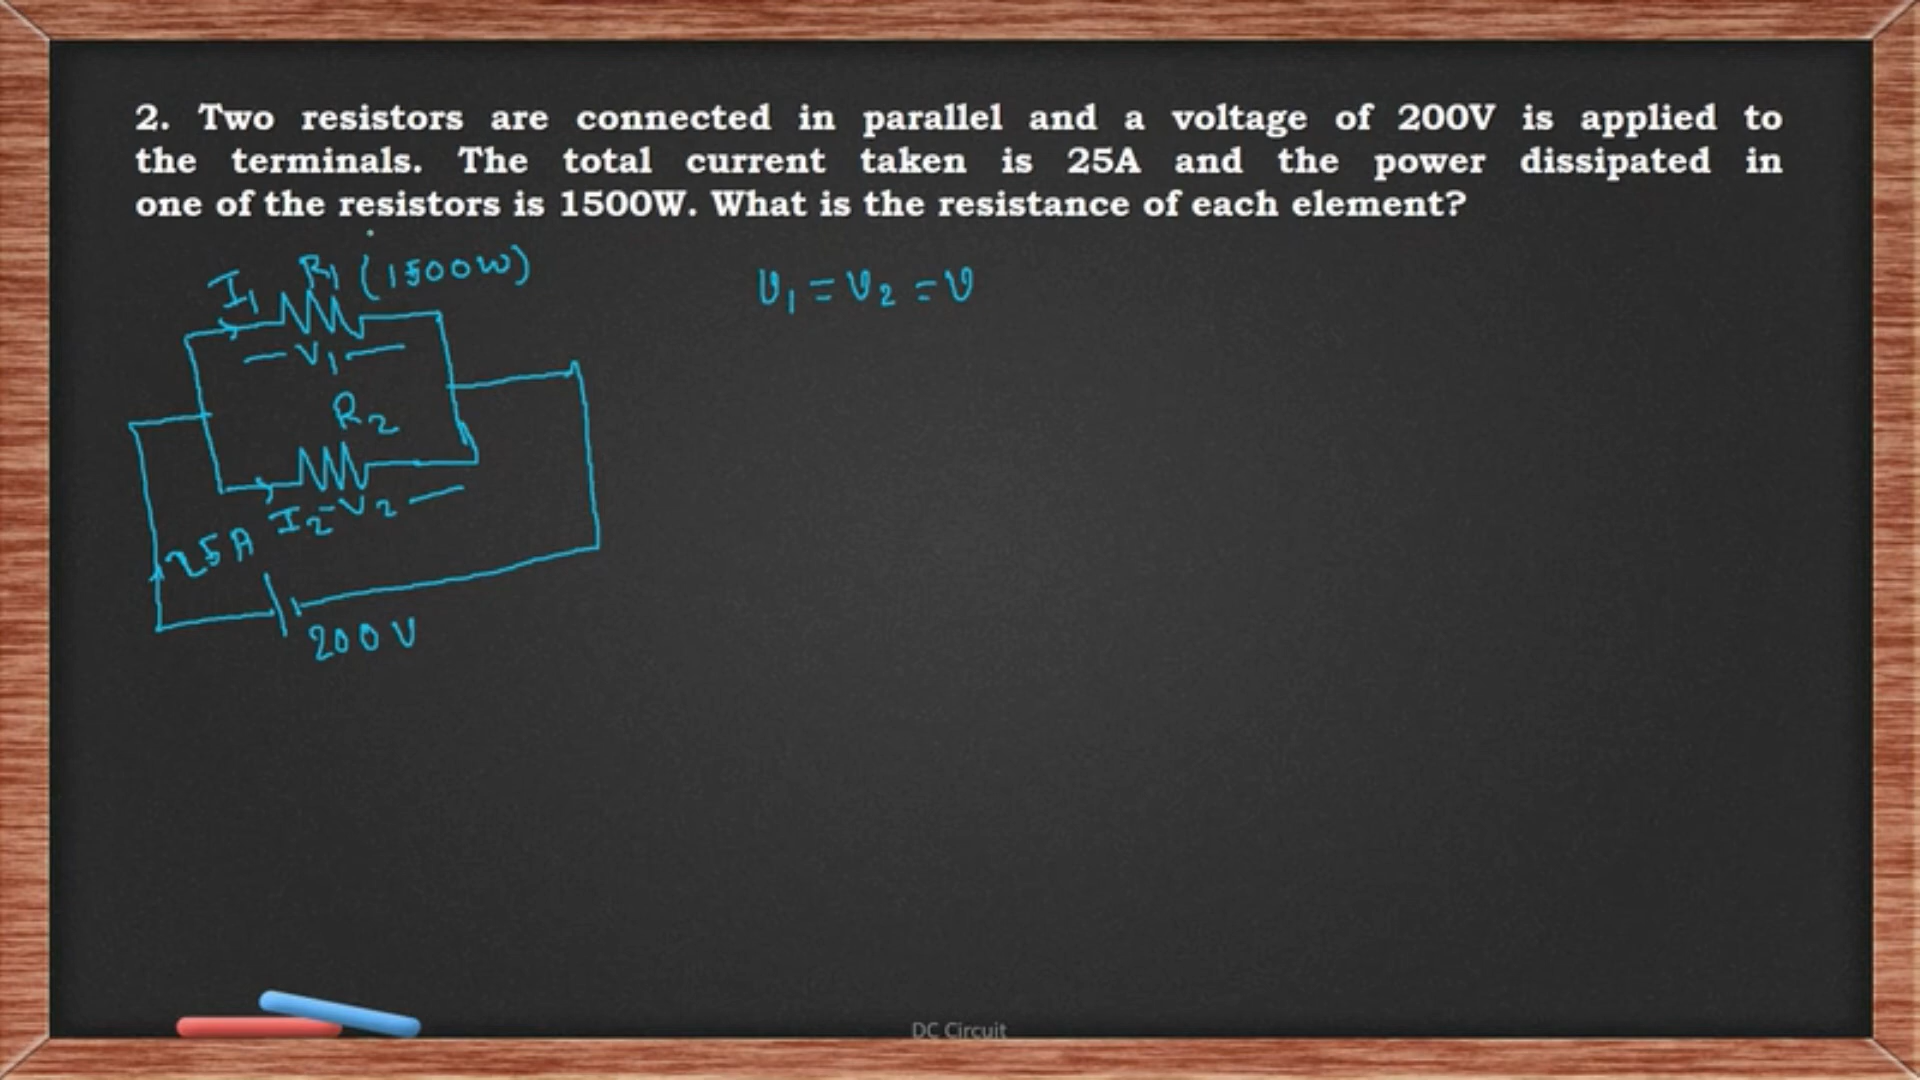 2. Two resistors are connected in parallel and a voltage of 200V is applied to
the terminals. The total current taken is 25A and the power dissipated in
one of the resistors is 1500W. What is the resistance of each element?
I₁ R₁ (1500W)
V₁ = V₂ = V
V₁
R₂
I₂ V₂
25A
200V
DC Circuit